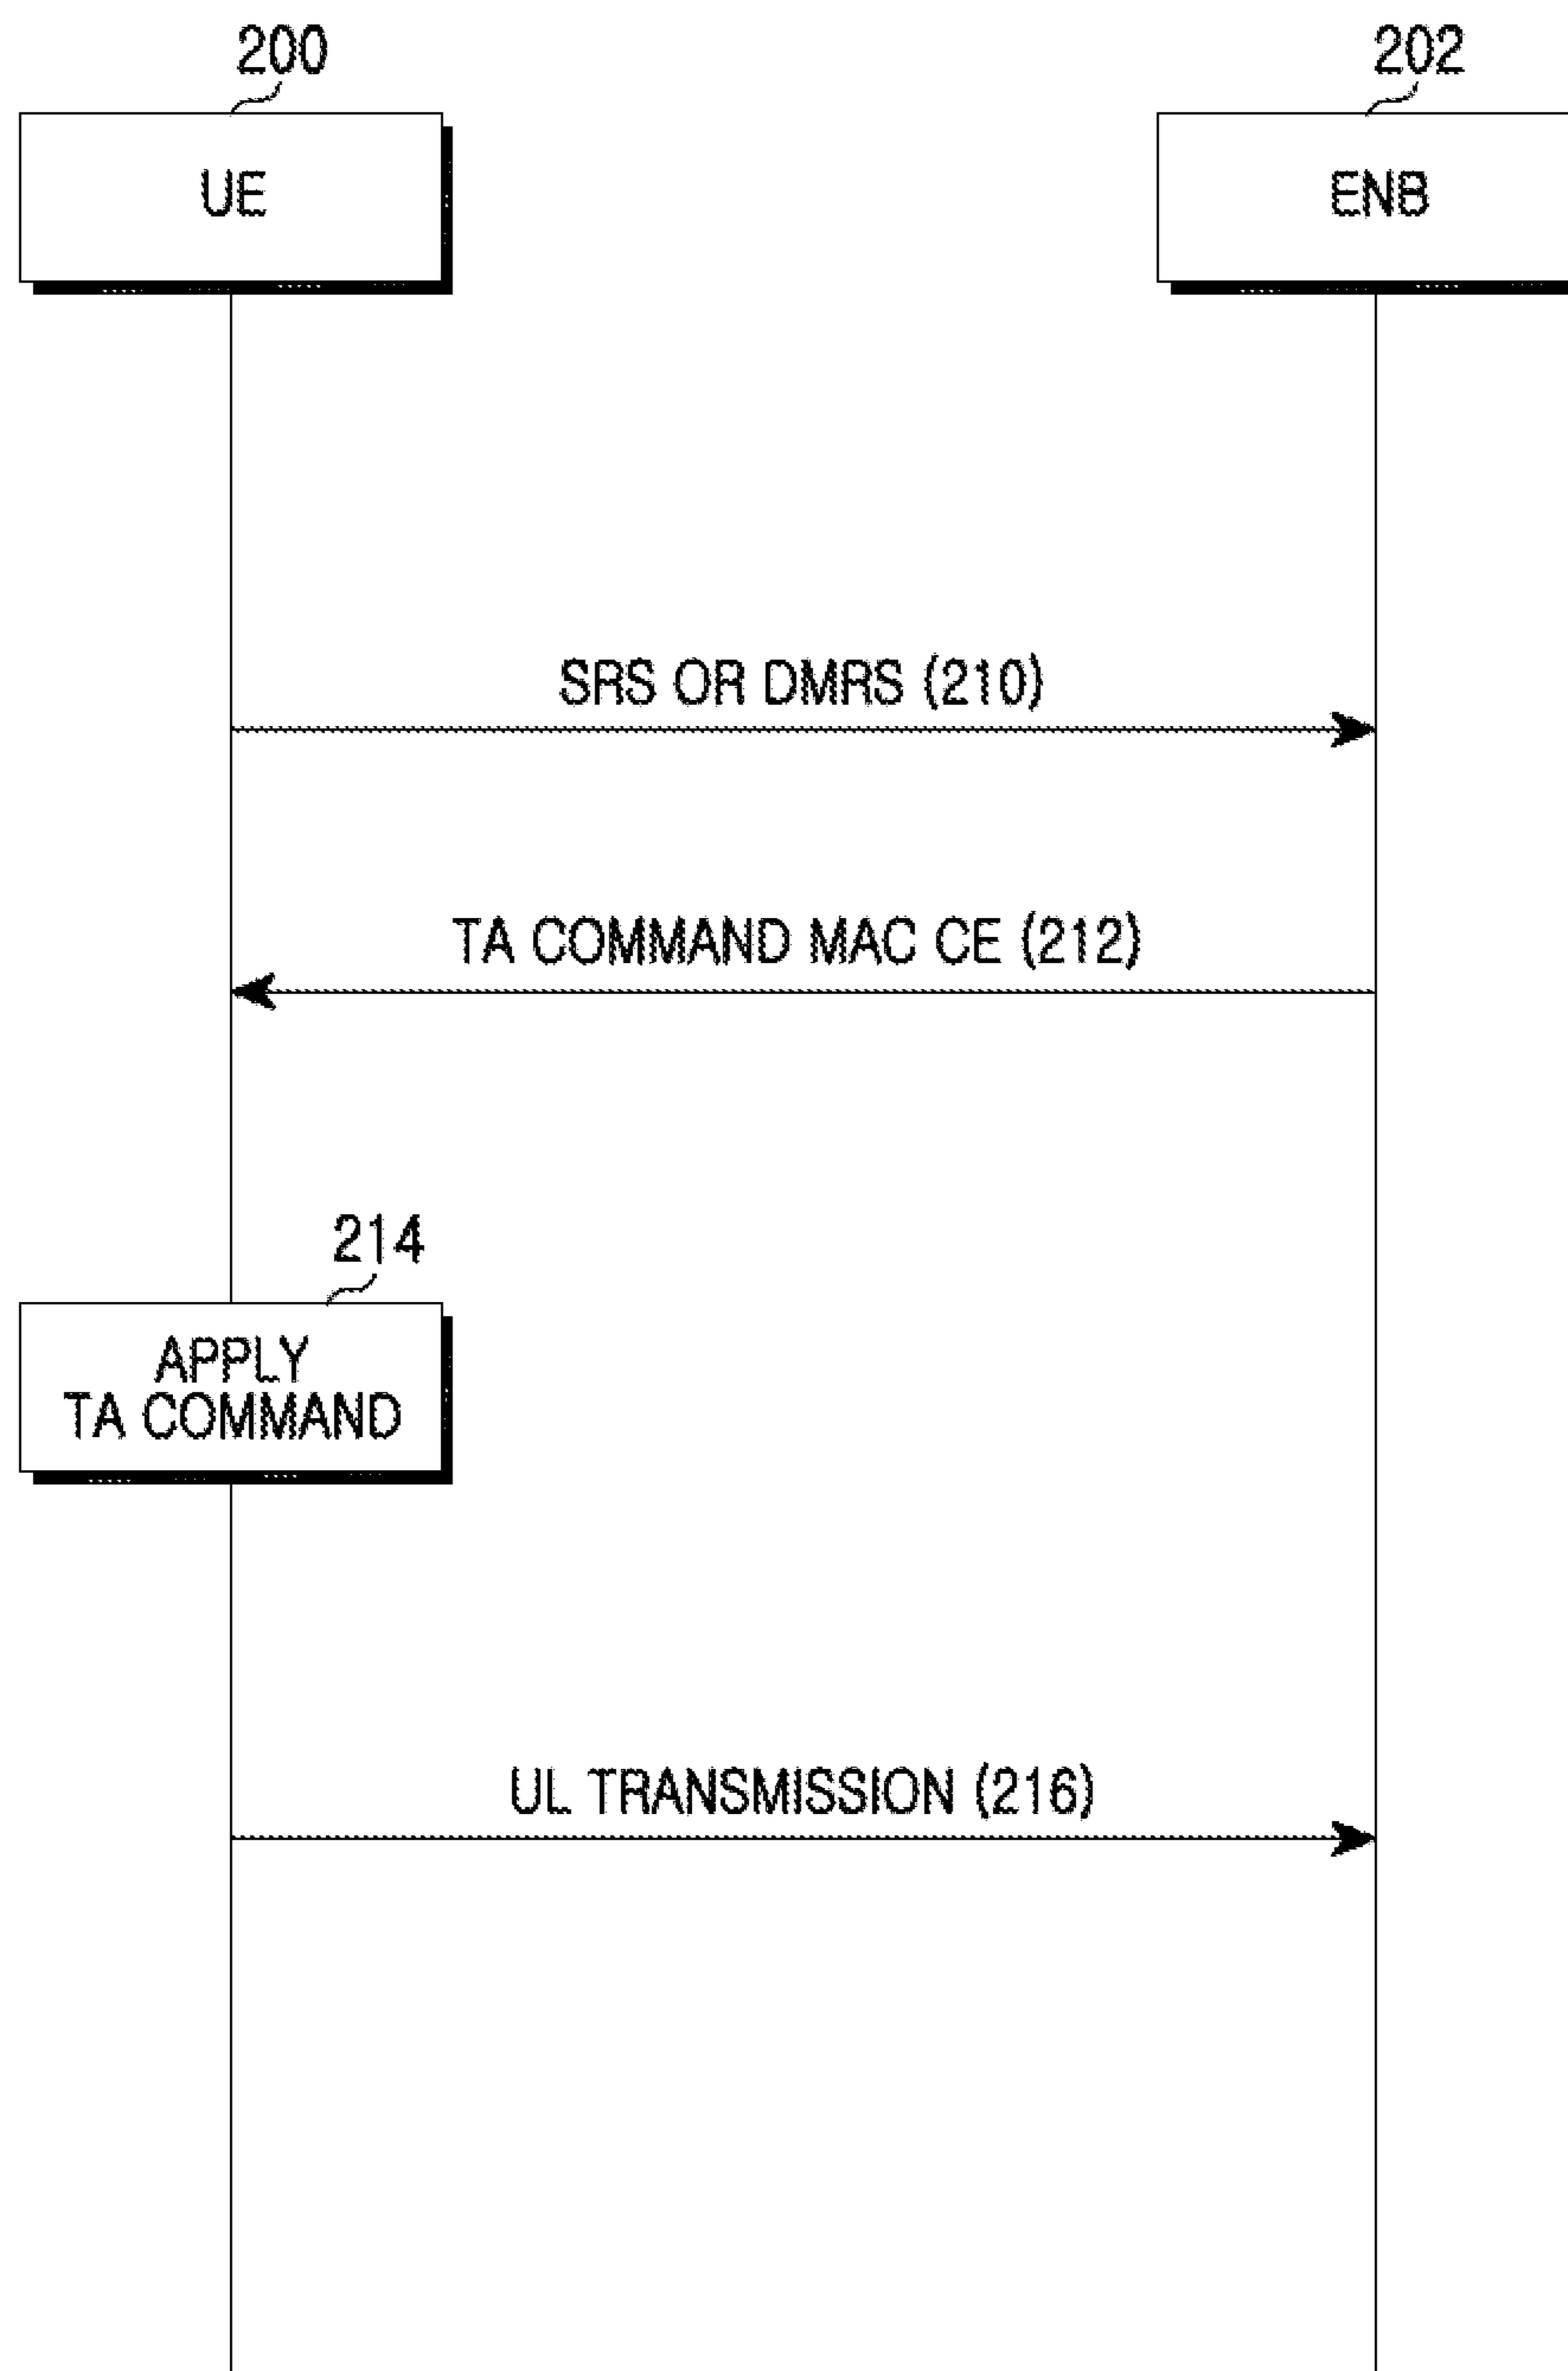 200
202
UE
ENB
SRS OR DMRS (210)
TA COMMAND MAC CE (212)
214
APPLY
TA COMMAND
UL TRANSMISSION (216)